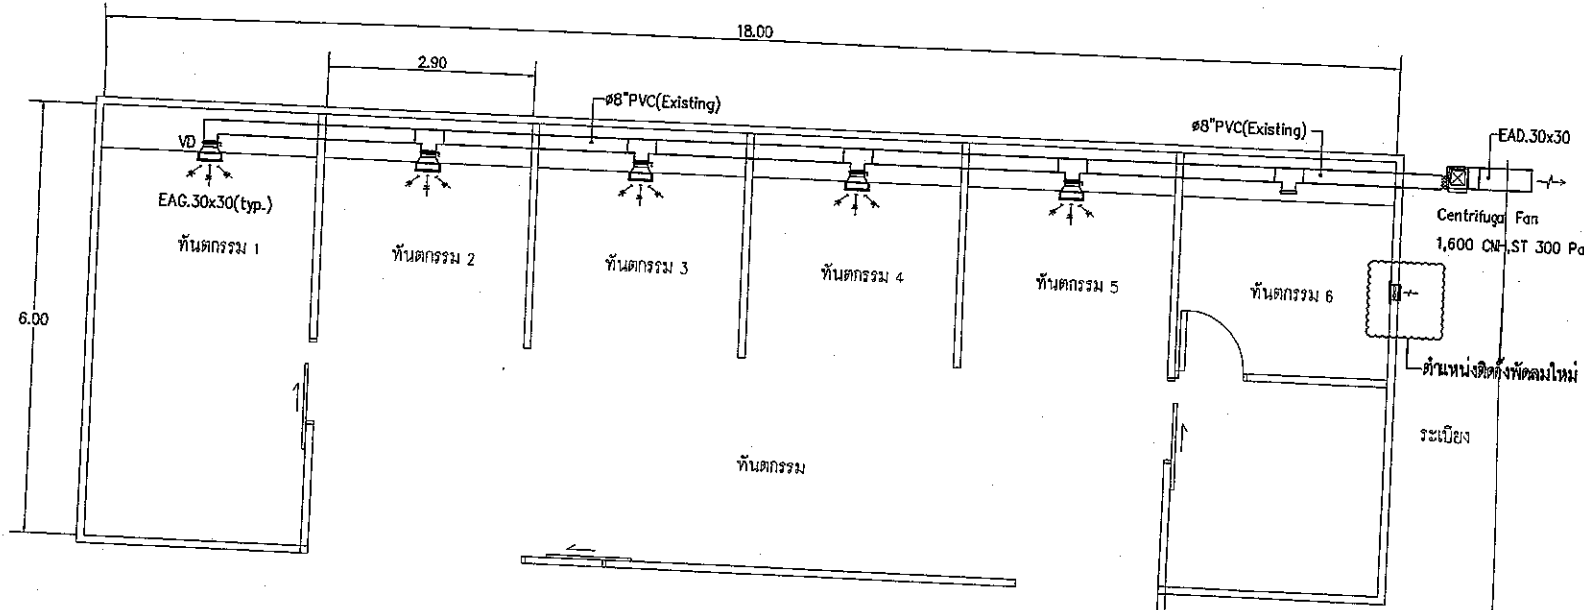 18.00
2.90
ø8"PVC(Existing)
ø8"PVC(Existing)
EAD.30x30
VD
EAG.30x30(typ.)
Centrifugal Fan
1,600 CMH,ST 300 Pa
ทันตกรรม 1
ทันตกรรม 2
ทันตกรรม 3
ทันตกรรม 4
ทันตกรรม 5
ทันตกรรม 6
6.00
ตำแหน่งติดตั้งพัดลมใหม่
ระเบียง
ทันตกรรม